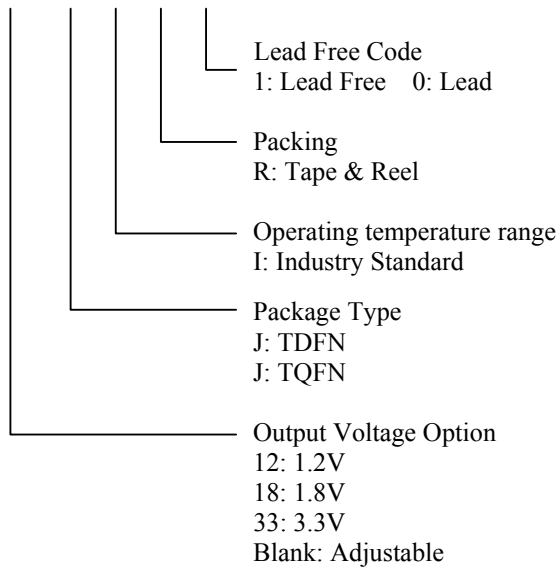 Lead Free Code
1: Lead Free 0: Lead
Packing
R: Tape & Reel
Operating temperature range
I: Industry Standard
Package Type
J: TDFN
J: TQFN
Output Voltage Option
12: 1.2V
18: 1.8V
33: 3.3V
Blank: Adjustable